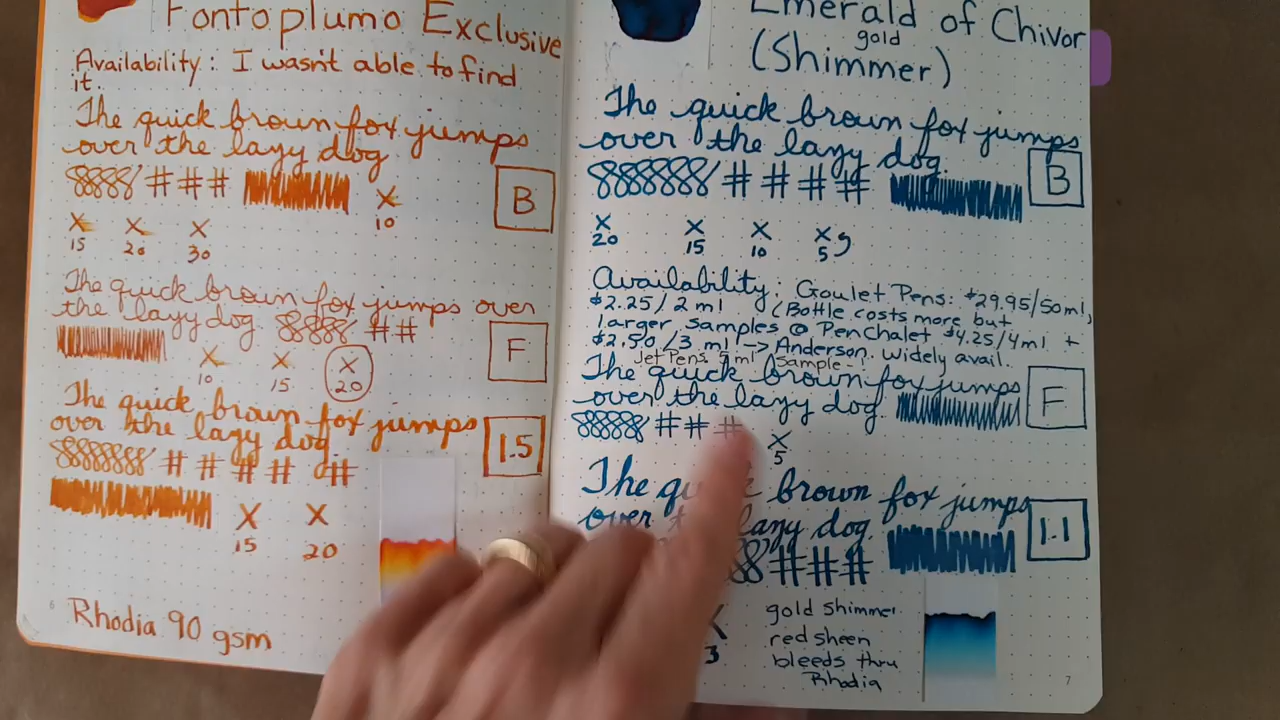 Fontoplumo Exclusive
Availability: I wasn't able to find
it.
The quick brown fox jumps
over the lazy dog
B
X X X X
10
15 20 30
The quick brown fox jumps over
the lazy dog.
F
X X X
10 15 20
The quick brown fox jumps
over the lazy dog
1.5
X X
15 20
6
Rhodia 90 gsm
Emerald of Chivor
gold
(Shimmer)
The quick brown fox jumps
over the lazy dog.
B
X X X X
20 15 10 5
Availability: Goulet Pens: $29.95/50ml,
$2.25/2ml (Bottle costs more but
larger, Samples @ PenChalet $4.25/4ml +
$2.50/3 ml -> Anderson. Widely avail.
Jet Pens 5ml sample-!
The quick brown fox jumps
over the lazy dog.
F
X
5
The quick brown fox jumps
over lazy dog.
1.1
X
3
gold shimmer
red sheen
bleeds thru
Rhodia
7